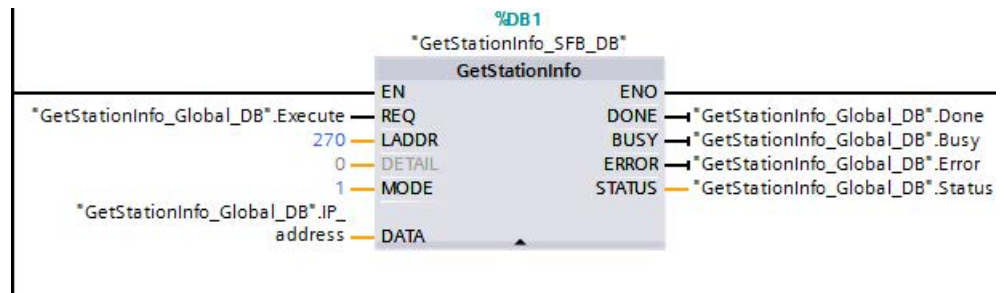 %DB1
"GetStationInfo_SFB_DB"
GetStationInfo
EN ENO
"GetStationInfo_Global_DB".Execute REQ DONE "GetStationInfo_Global_DB".Done
270 LADDR BUSY "GetStationInfo_Global_DB".Busy
0 DETAIL ERROR "GetStationInfo_Global_DB".Error
1 MODE STATUS "GetStationInfo_Global_DB".Status
"GetStationInfo_Global_DB".IP_
address DATA